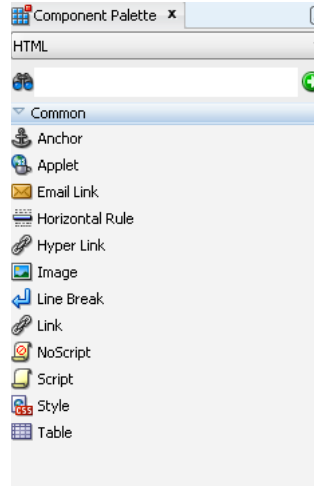 Component Palette x
HTML
Common
Anchor
Applet
Email Link
Horizontal Rule
Hyper Link
Image
Line Break
Link
NoScript
Script
CSS Style
Table